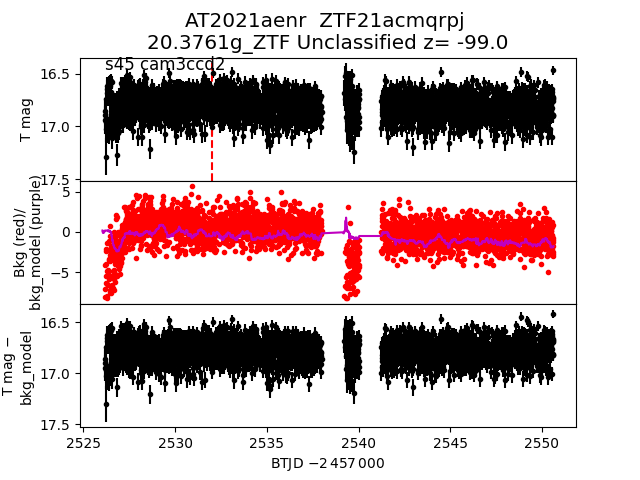 AT2021aenr ZTF21acmqrpj
20.3761g_ZTF Unclassified z= -99.0
s45 cam3ccd2
16.5
17.0
17.5
T mag
5
0
−5
Bkg (red)/
bkg_model (purple)
16.5
17.0
17.5
T mag −
bkg_model
2525 2530 2535 2540 2545 2550
BTJD −2 457 000